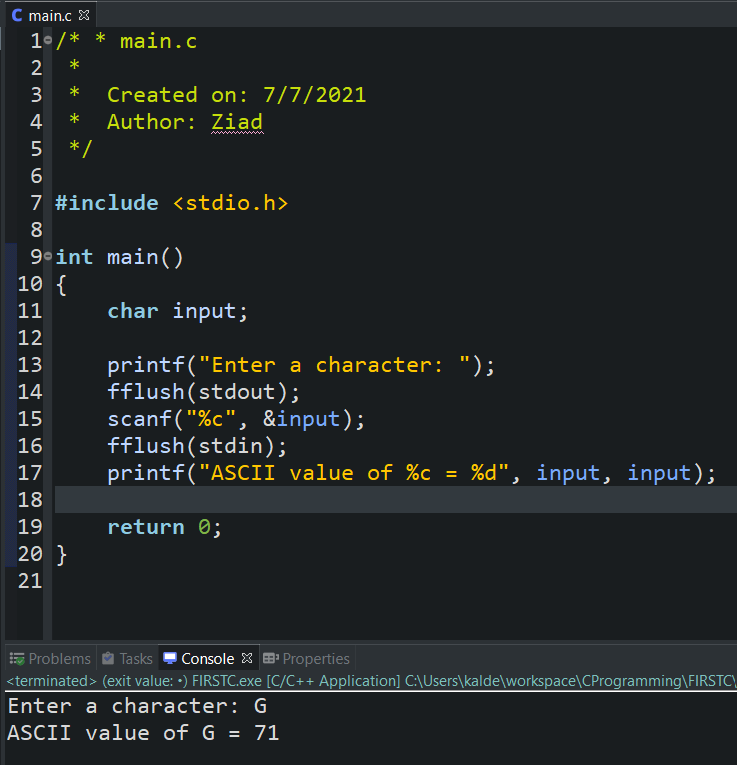 main.c
1 /* * main.c
2  *
3  *  Created on: 7/7/2021
4  *  Author: Ziad
5  */
6
7 #include <stdio.h>
8
9 int main()
10 {
11     char input;
12
13     printf("Enter a character: ");
14     fflush(stdout);
15     scanf("%c", &input);
16     fflush(stdin);
17     printf("ASCII value of %c = %d", input, input);
18
19     return 0;
20 }
21
Problems Tasks Console Properties
<terminated> (exit value: •) FIRSTC.exe [C/C++ Application] C:\Users\kalde\workspace\CProgramming\FIRSTC\
Enter a character: G
ASCII value of G = 71